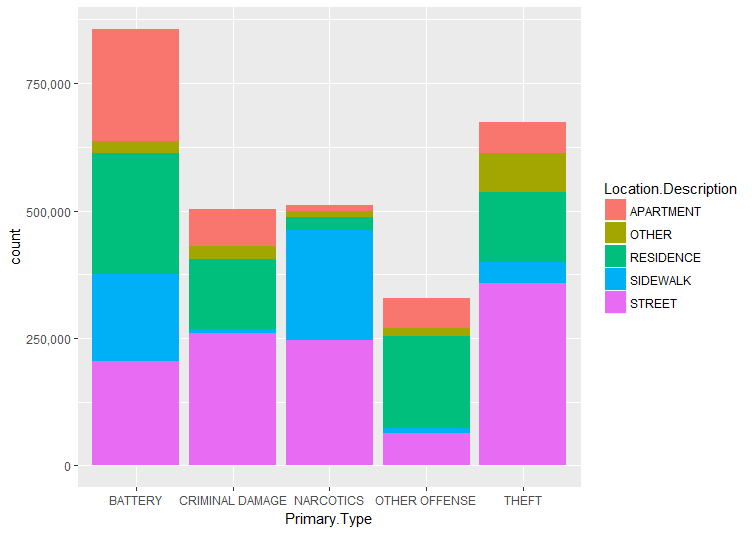 750,000
500,000
250,000
0
count
BATTERY
CRIMINAL DAMAGE
NARCOTICS
OTHER OFFENSE
THEFT
Primary.Type
Location.Description
APARTMENT
OTHER
RESIDENCE
SIDEWALK
STREET